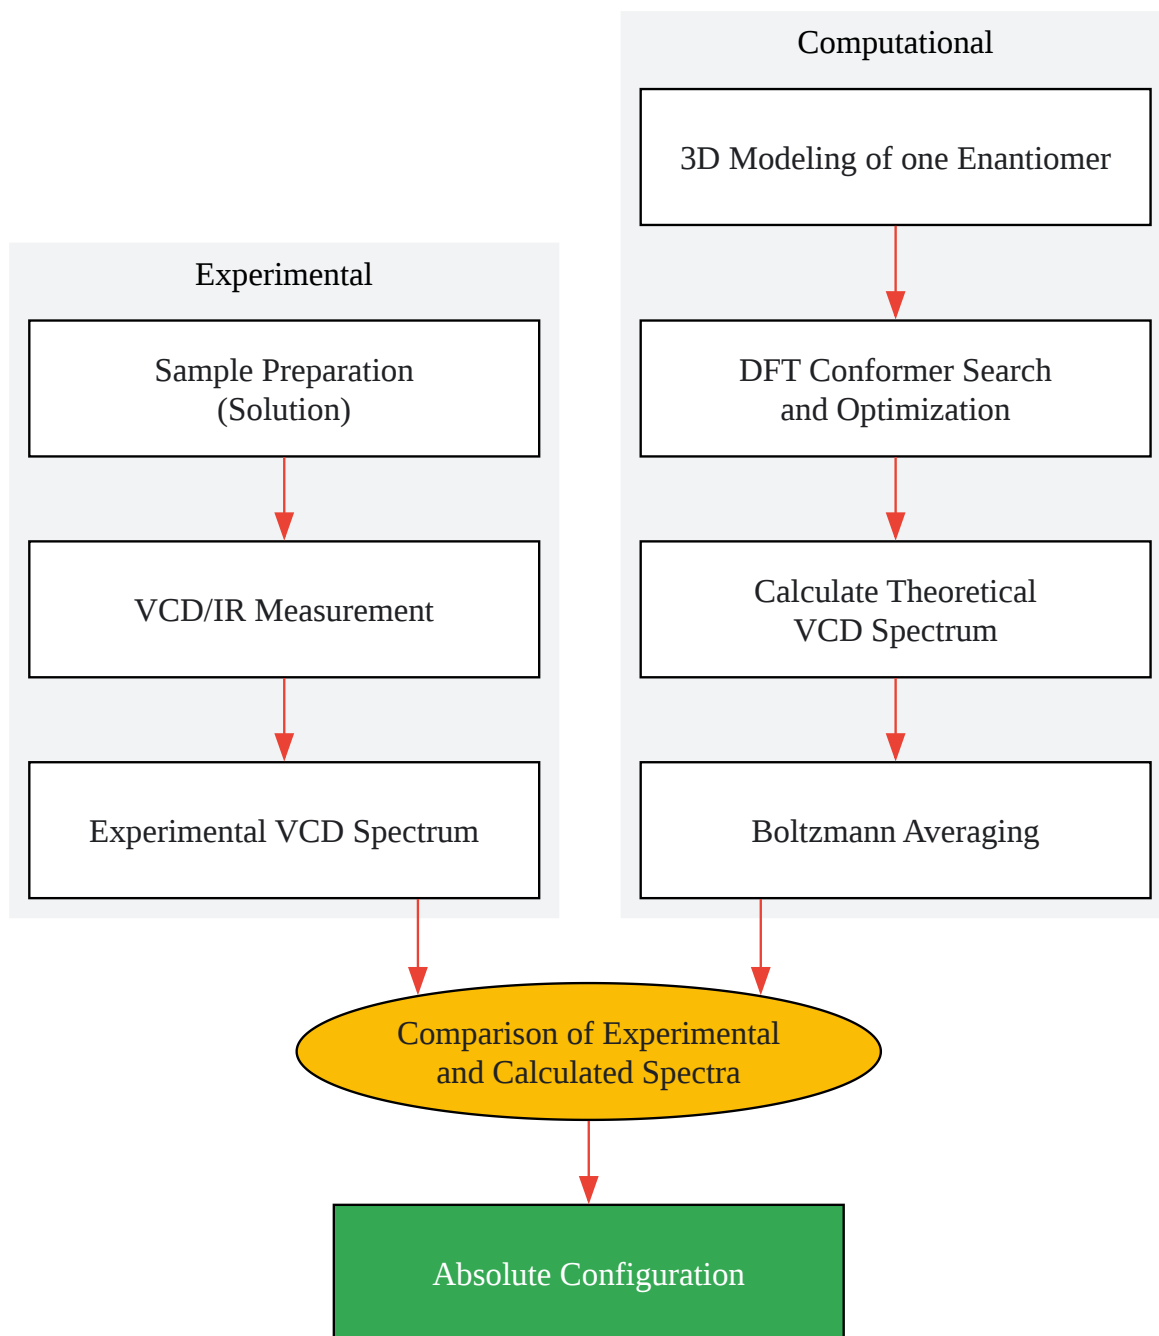 Computational
3D Modeling of one Enantiomer
Experimental
Sample Preparation
(Solution)
DFT Conformer Search
and Optimization
VCD/IR Measurement
Calculate Theoretical
VCD Spectrum
Experimental VCD Spectrum
Boltzmann Averaging
Comparison of Experimental
and Calculated Spectra
Absolute Configuration